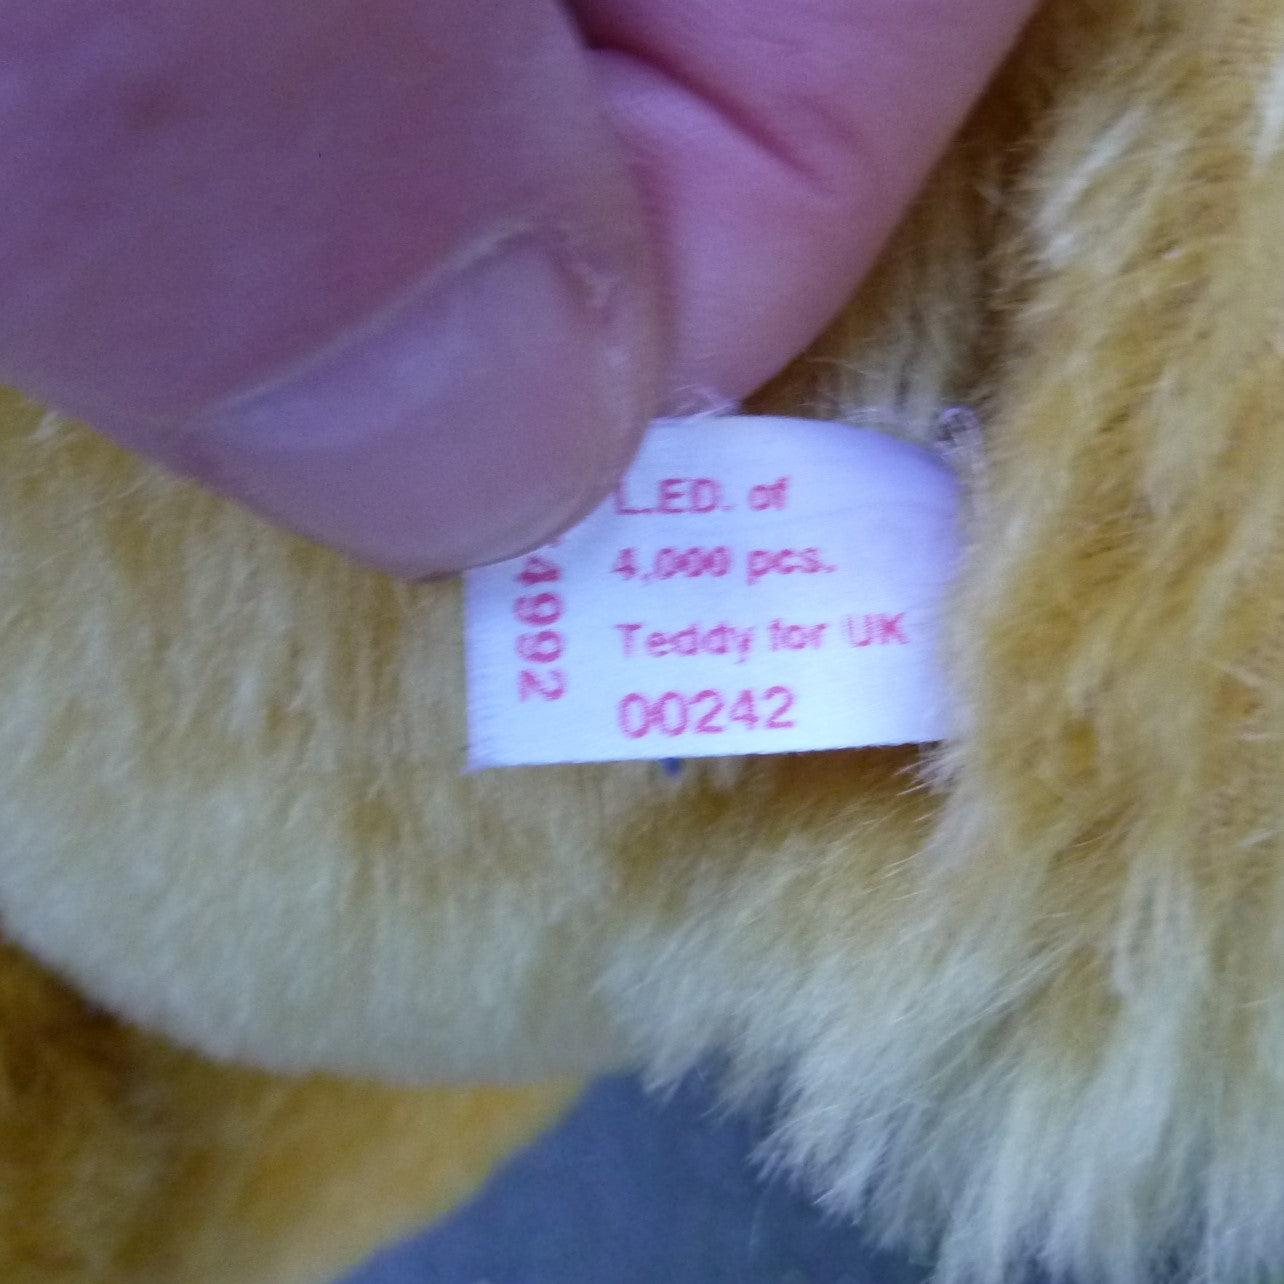 L.ED. of
4,000 pcs.
Teddy for UK
00242
4992